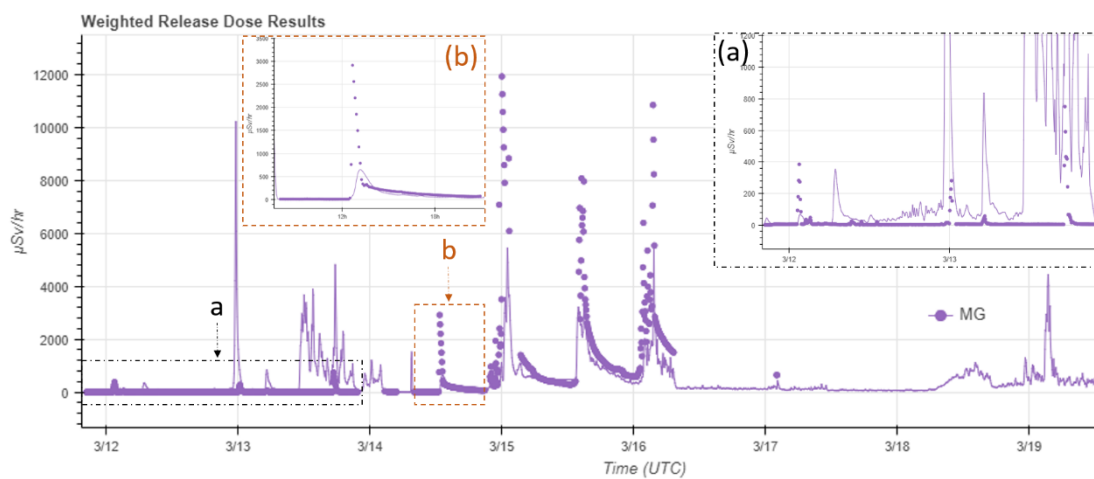 Weighted Release Dose Results
12000
10000
8000
6000
4000
2000
0
µSv/hr
3/12
3/13
3/14
3/15
3/16
3/17
3/18
3/19
Time (UTC)
a
b
MG
(b)
3500
3000
2500
2000
1500
1000
500
0
µSv/hr
12h
18h
(a)
1200
1000
800
600
400
200
0
µSv/hr
3/12
3/13